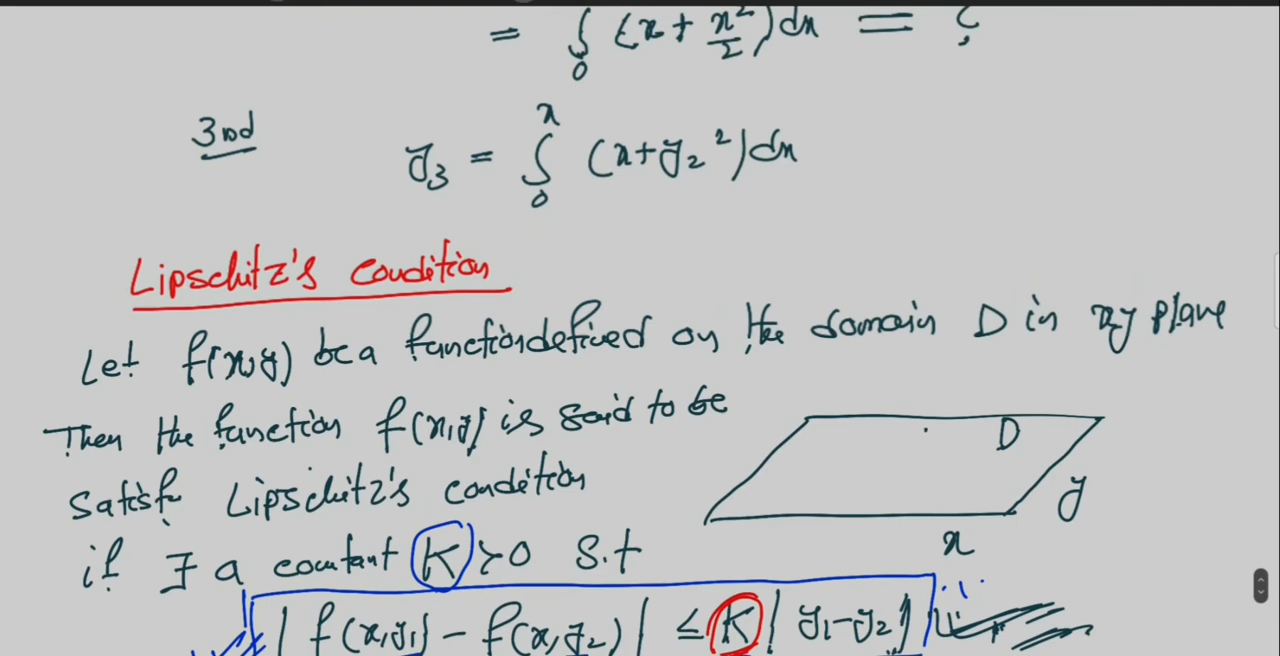 = ∫₀ (x + x²/2) dx = ?
3nd
y₃ = ∫₀ˣ (x+y₂²) dx
Lipschitz's condition
Let f(x,y) be a function defined on the domain D in xy plane
Then the function f(x,y) is said to be
D
Satisfy Lipschitz's condition
y
x
if ∃ a constant K>0 s.t
|f(x,y₁) - f(x,y₂)| ≤ K |y₁-y₂|